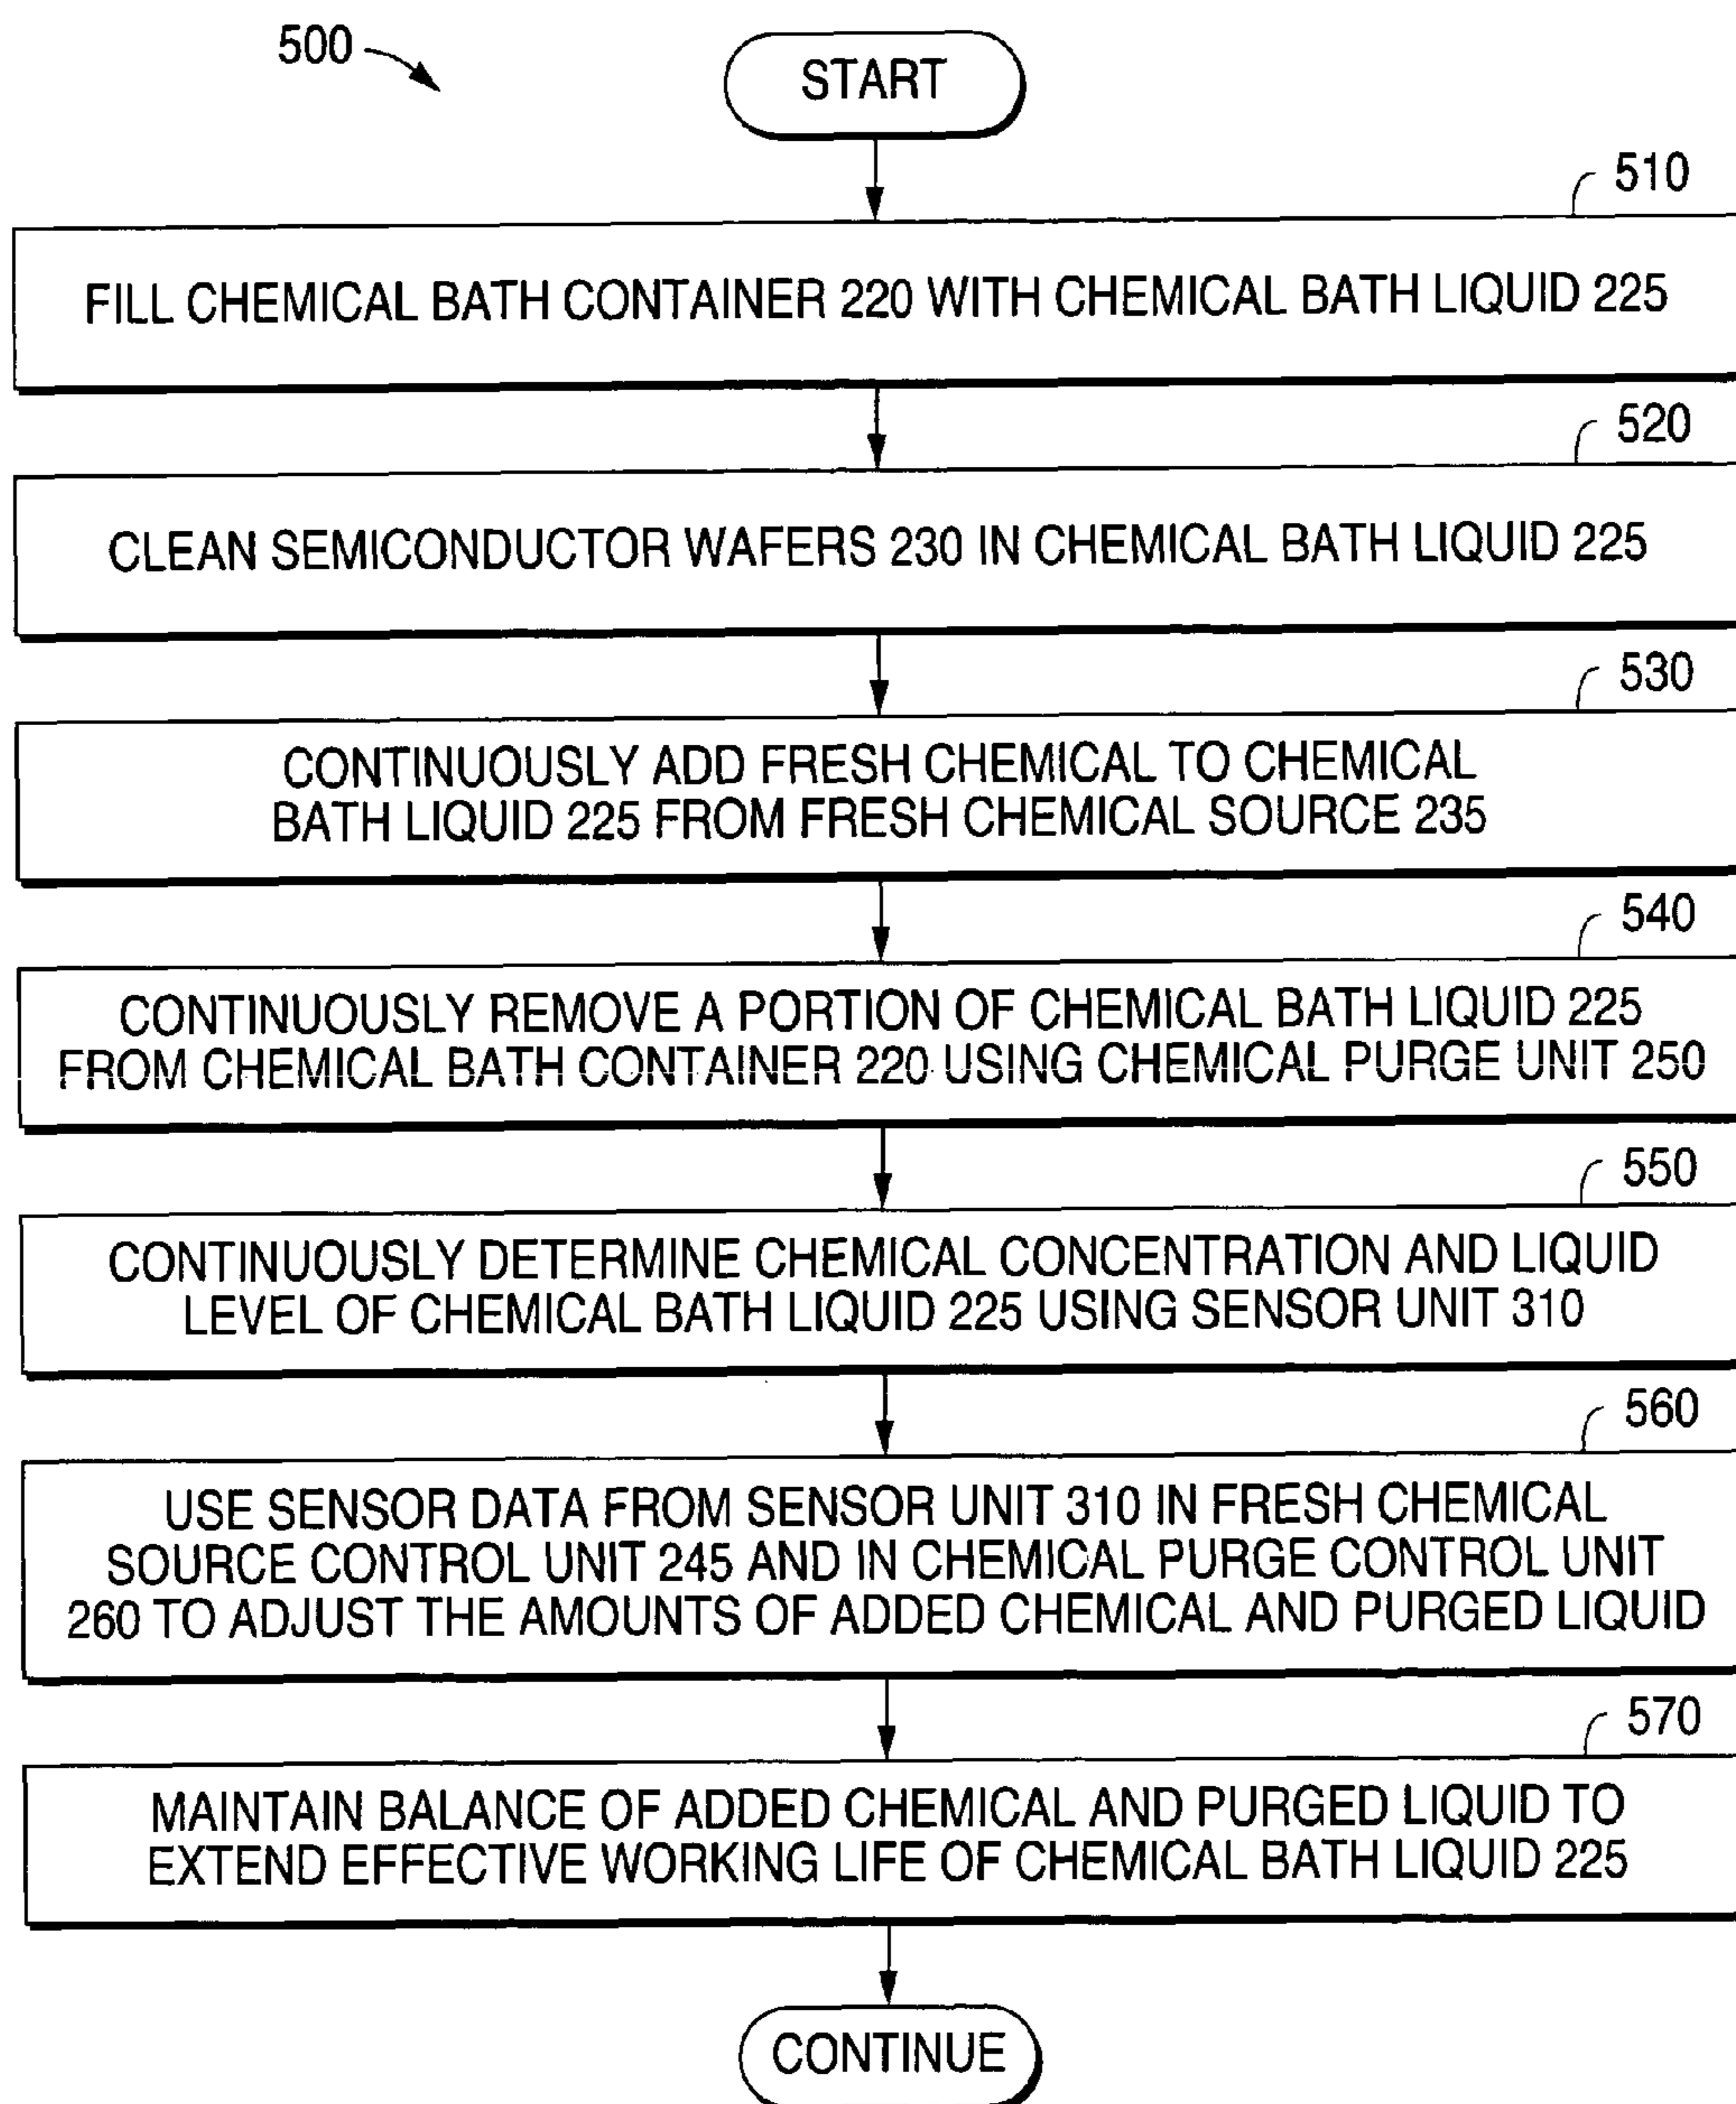 500
START
510
FILL CHEMICAL BATH CONTAINER 220 WITH CHEMICAL BATH LIQUID 225
520
CLEAN SEMICONDUCTOR WAFERS 230 IN CHEMICAL BATH LIQUID 225
530
CONTINUOUSLY ADD FRESH CHEMICAL TO CHEMICAL
BATH LIQUID 225 FROM FRESH CHEMICAL SOURCE 235
540
CONTINUOUSLY REMOVE A PORTION OF CHEMICAL BATH LIQUID 225
FROM CHEMICAL BATH CONTAINER 220 USING CHEMICAL PURGE UNIT 250
550
CONTINUOUSLY DETERMINE CHEMICAL CONCENTRATION AND LIQUID
LEVEL OF CHEMICAL BATH LIQUID 225 USING SENSOR UNIT 310
560
USE SENSOR DATA FROM SENSOR UNIT 310 IN FRESH CHEMICAL
SOURCE CONTROL UNIT 245 AND IN CHEMICAL PURGE CONTROL UNIT
260 TO ADJUST THE AMOUNTS OF ADDED CHEMICAL AND PURGED LIQUID
570
MAINTAIN BALANCE OF ADDED CHEMICAL AND PURGED LIQUID TO
EXTEND EFFECTIVE WORKING LIFE OF CHEMICAL BATH LIQUID 225
CONTINUE